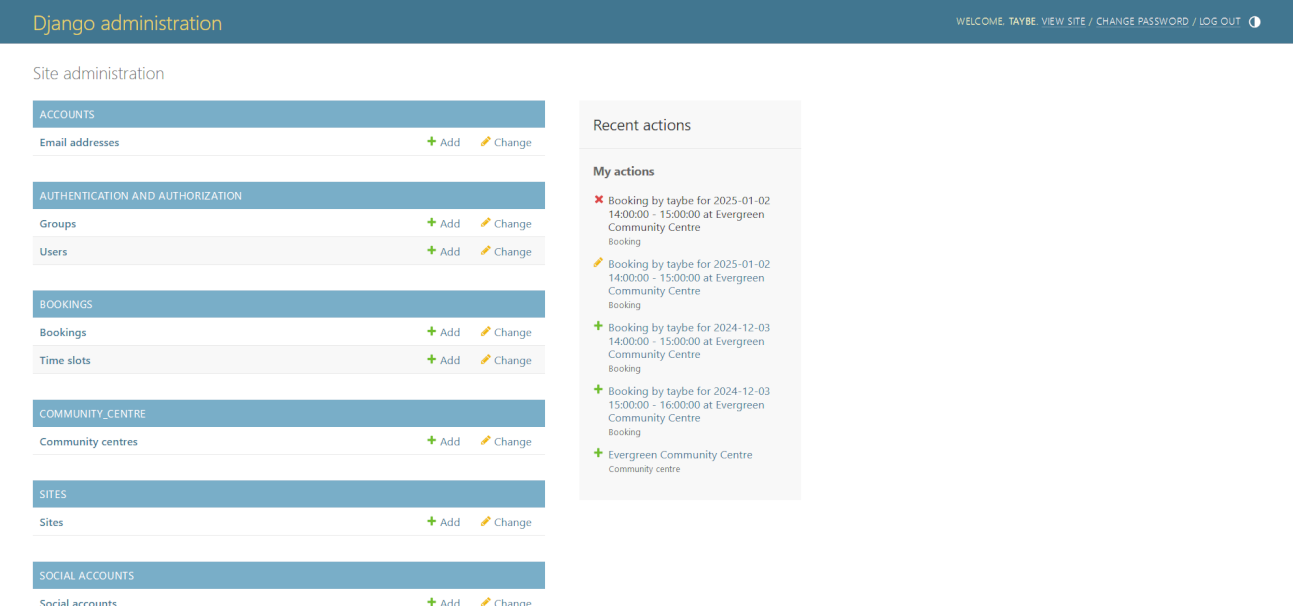 Django administration
WELCOME, TAYBE. VIEW SITE / CHANGE PASSWORD / LOG OUT
Site administration
ACCOUNTS
Email addresses Add Change
AUTHENTICATION AND AUTHORIZATION
Groups Add Change
Users Add Change
BOOKINGS
Bookings Add Change
Time slots Add Change
COMMUNITY_CENTRE
Community centres Add Change
SITES
Sites Add Change
SOCIAL ACCOUNTS
Social accounts Add Change
Recent actions
My actions
Booking by taybe for 2025-01-02
14:00:00 - 15:00:00 at Evergreen
Community Centre
Booking
Booking by taybe for 2025-01-02
14:00:00 - 15:00:00 at Evergreen
Community Centre
Booking
Booking by taybe for 2024-12-03
14:00:00 - 15:00:00 at Evergreen
Community Centre
Booking
Booking by taybe for 2024-12-03
15:00:00 - 16:00:00 at Evergreen
Community Centre
Booking
Evergreen Community Centre
Community centre